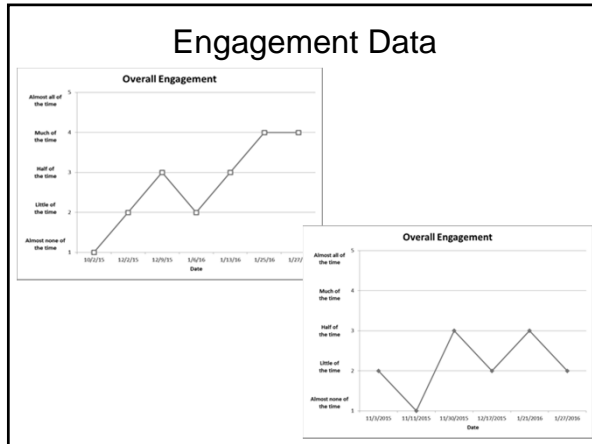 Engagement Data
Overall Engagement
Almost all of
the time
5
Much of
the time
4
Half of
the time
3
Little of
the time
2
Almost none of
the time
1
10/2/15 12/2/15 12/9/15 1/6/16 1/13/16 1/25/16 1/27/
Date
Overall Engagement
Almost all of
the time
5
Much of
the time
4
Half of
the time
3
Little of
the time
2
Almost none of
the time
1
11/3/2015 11/11/2015 11/30/2015 12/17/2015 1/21/2016 1/27/2016
Date